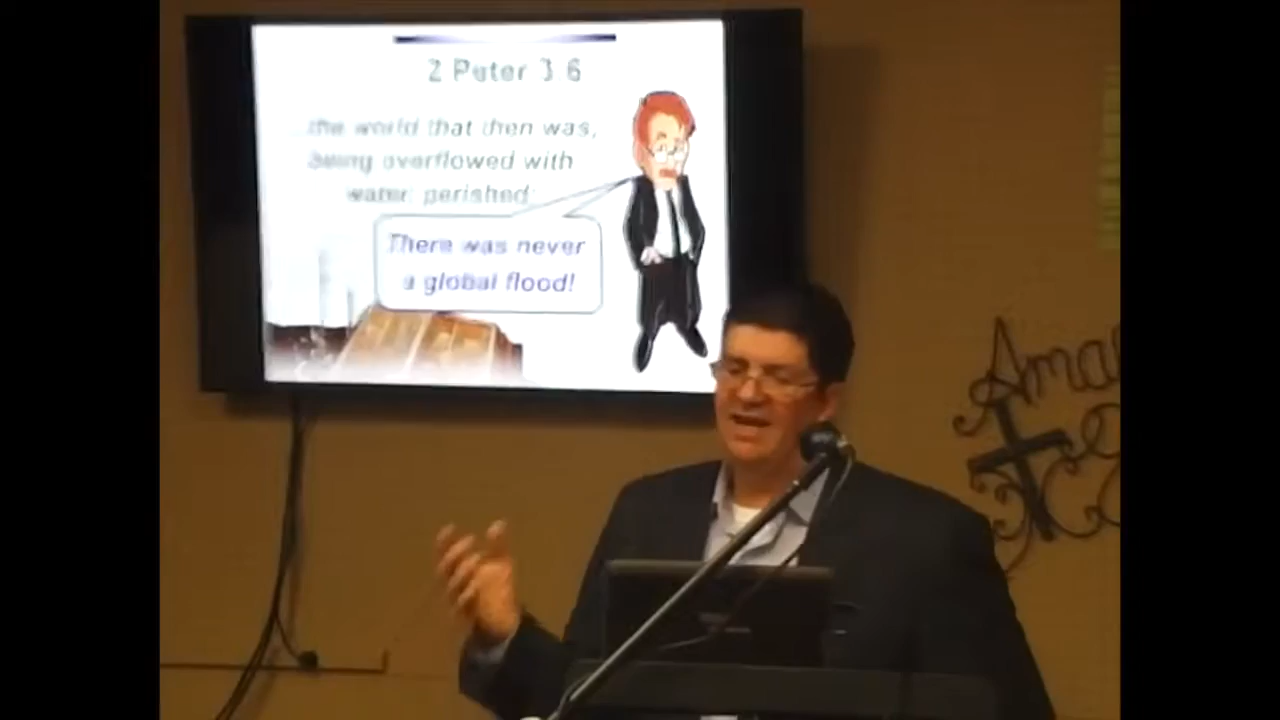 2 Peter 3 6
the world that then was,
being overflowed with
water, perished:
There was never
a global flood!
Ama